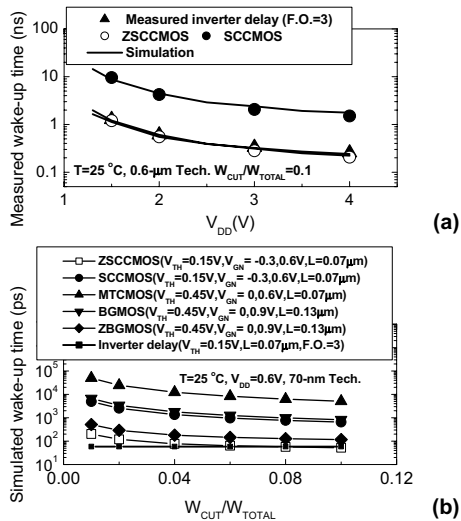 Measured inverter delay (F.O.=3)
ZSCCMOS SCCMOS
Simulation
Measured wake-up time (ns)
100
10
1
0.1
T=25 °C, 0.6-μm Tech. W_CUT/W_TOTAL=0.1
1 2 3 4
V_DD(V)
(a)
ZSCCMOS(V_TH=0.15V,V_GN= -0.3,0.6V,L=0.07μm)
SCCMOS(V_TH=0.15V,V_GN= -0.3,0.6V,L=0.07μm)
MTCMOS(V_TH=0.45V,V_GN= 0,0.6V,L=0.07μm)
BGMOS(V_TH=0.45V,V_GN= 0,0.9V,L=0.13μm)
ZBGMOS(V_TH=0.45V,V_GN= 0,0.9V,L=0.13μm)
Inverter delay(V_TH=0.15V,L=0.07μm,F.O.=3)
Simulated wake-up time (ps)
10^5
10^4
10^3
10^2
10^1
T=25 °C, V_DD=0.6V, 70-nm Tech.
0.00 0.04 0.08 0.12
W_CUT/W_TOTAL
(b)